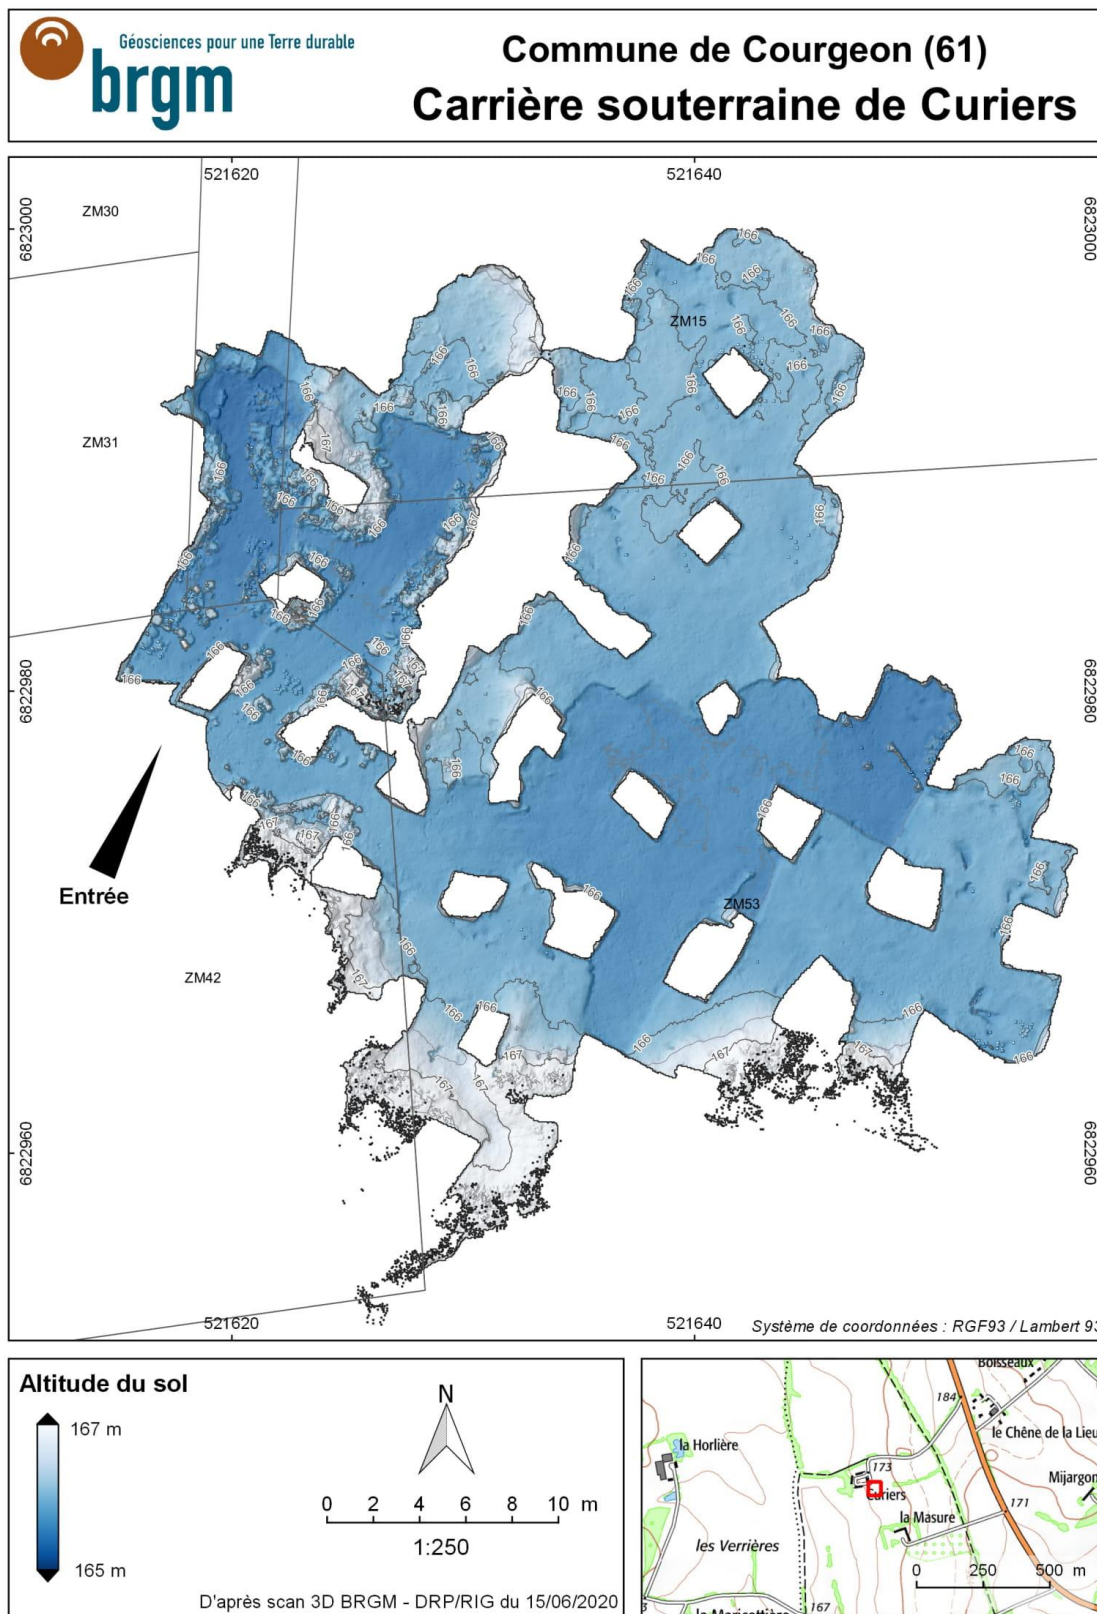 Géosciences pour une Terre durable
brgm
Commune de Courgeon (61)
Carrière souterraine de Curiers
521620
521640
6823000
6823000
ZM30
ZM15
ZM31
6822980
6822980
Entrée
ZM53
ZM42
6822960
6822960
521620
521640
Système de coordonnées : RGF93 / Lambert 93
Altitude du sol
167 m
165 m
N
0 2 4 6 8 10 m
1:250
D'après scan 3D BRGM - DRP/RIG du 15/06/2020
Boisseaux
184
le Chêne de la Lieu
la Horlière
173
Curiers
Mijargon
171
la Masure
les Verrières
0 250 500 m
167